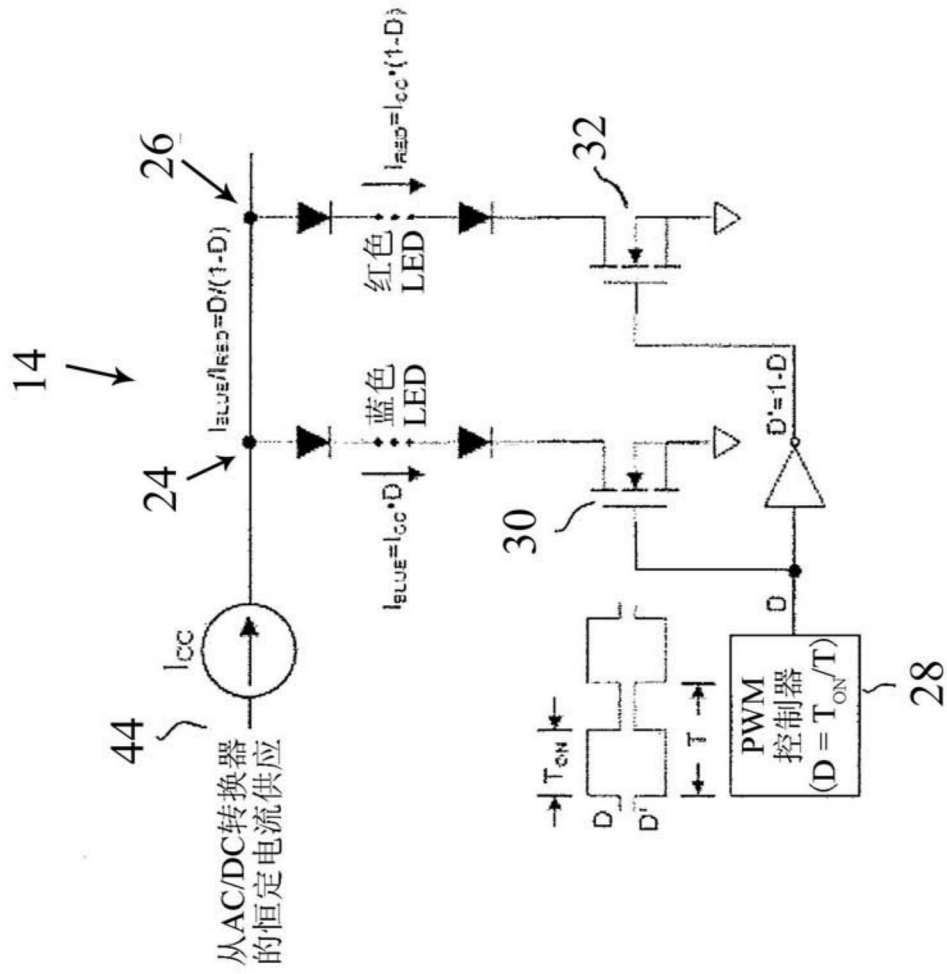 14
24
26
I_BLUE/I_RED=D/(1-D)
从AC/DC转换器
的恒定电流供应
44
I_CC
I_BLUE=I_CC*D
蓝色
LED
红色
LED
I_RED=I_CC*(1-D)
30
32
D
D'
T_ON
T
PWM
控制器
(D = T_ON/T)
28
D
D'=1-D